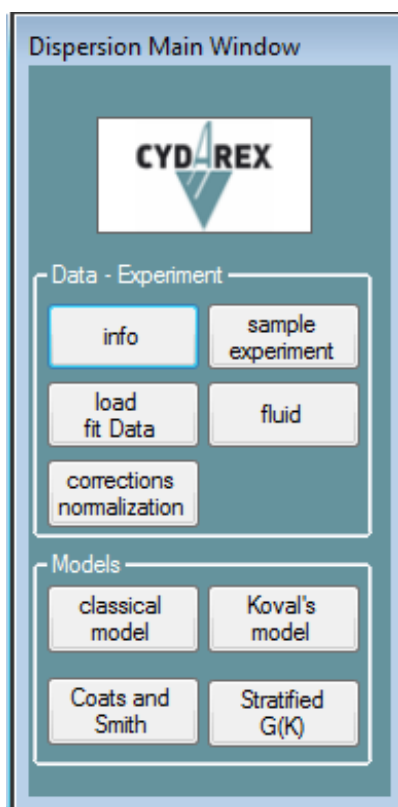 Dispersion Main Window
CYDAREX
Data - Experiment
info
sample
experiment
load
fit Data
fluid
corrections
normalization
Models
classical
model
Koval's
model
Coats and
Smith
Stratified
G(K)